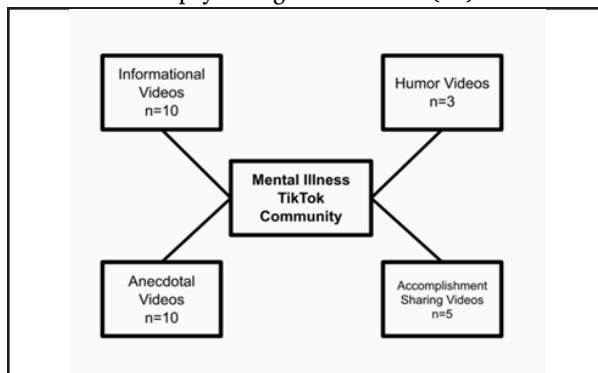 Informational
Videos
n=10
Humor Videos
n=3
Mental Illness
TikTok
Community
Anecdotal
Videos
n=10
Accomplishment
Sharing Videos
n=5